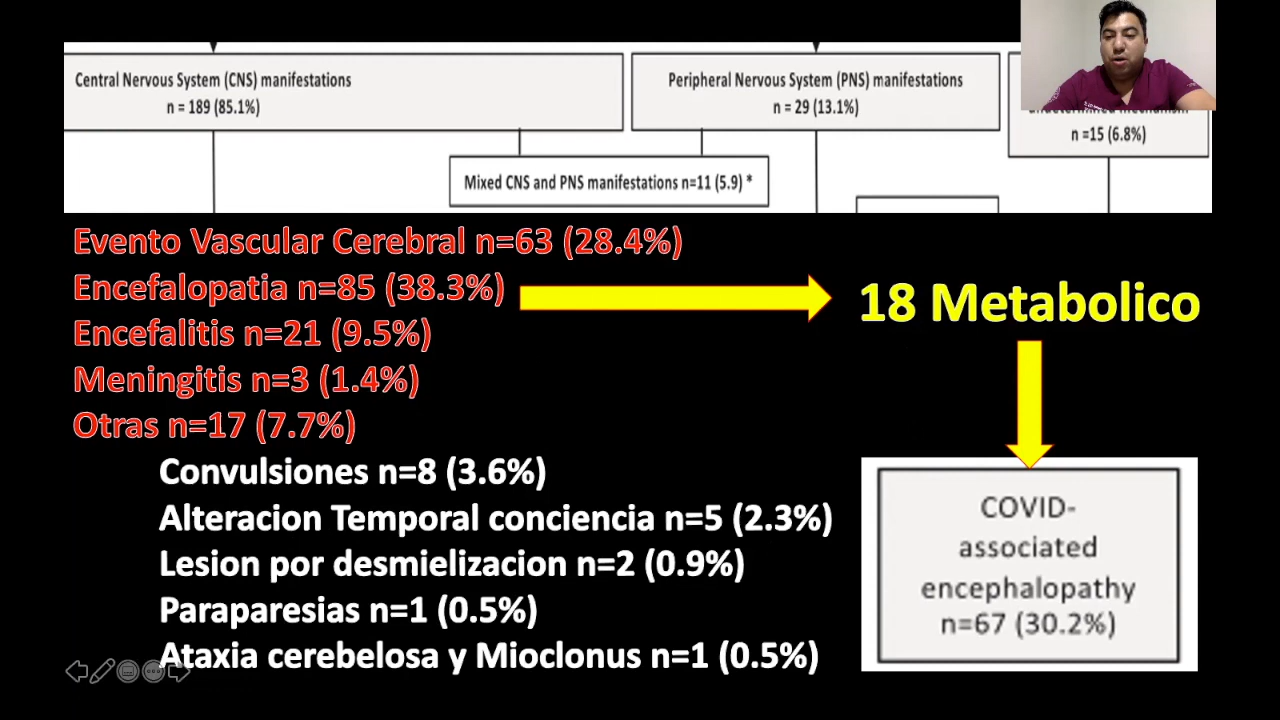 Central Nervous System (CNS) manifestations
n = 189 (85.1%)
Peripheral Nervous System (PNS) manifestations
n = 29 (13.1%)
n =15 (6.8%)
Mixed CNS and PNS manifestations n=11 (5.9) *
Evento Vascular Cerebral n=63 (28.4%)
Encefalopatia n=85 (38.3%)
Encefalitis n=21 (9.5%)
Meningitis n=3 (1.4%)
Otras n=17 (7.7%)
Convulsiones n=8 (3.6%)
Alteracion Temporal conciencia n=5 (2.3%)
Lesion por desmielizacion n=2 (0.9%)
Paraparesias n=1 (0.5%)
Ataxia cerebelosa y Mioclonus n=1 (0.5%)
18 Metabolico
COVID-
associated
encephalopathy
n=67 (30.2%)